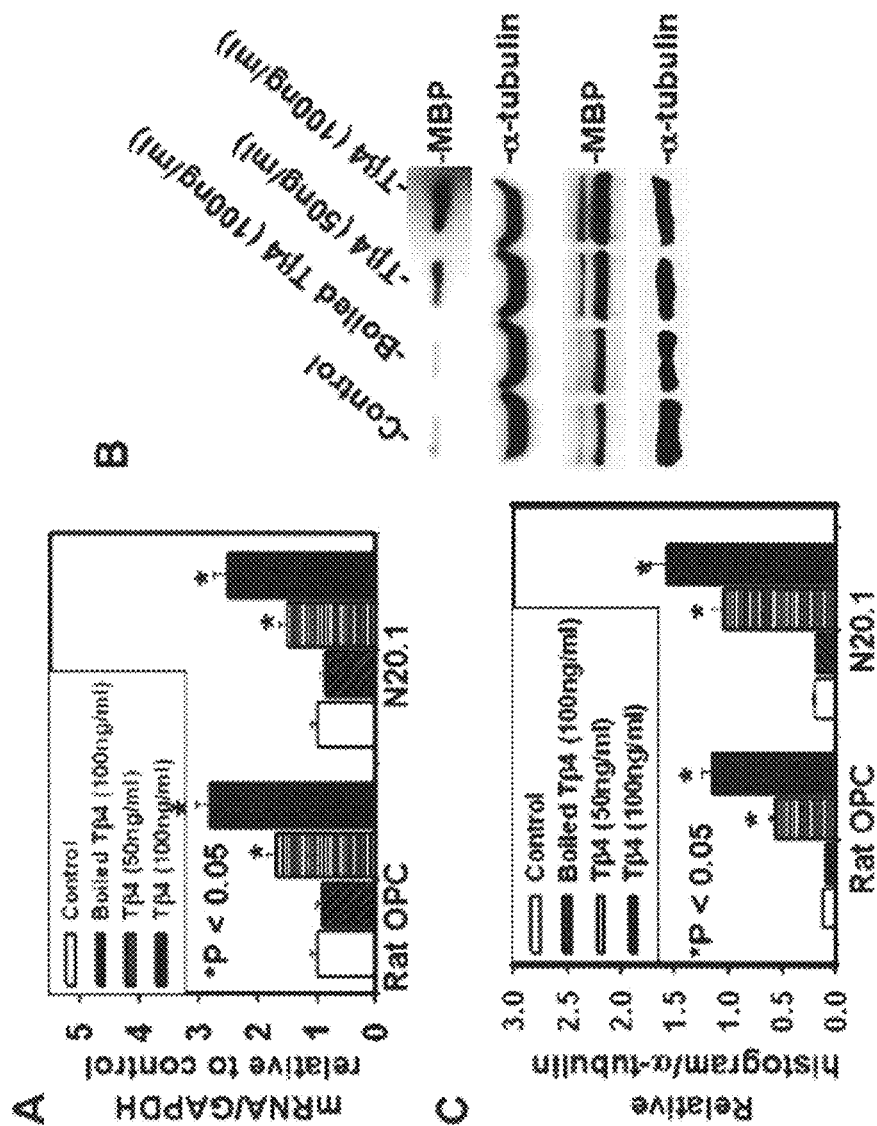 A
mRNA/GAPDH
relative to control
5
4
3
2
1
0
Control
Boiled Tβ4 (100ng/ml)
Tβ4 (50ng/ml)
Tβ4 (100ng/ml)
*P < 0.05
*
*
*
*
Rat OPC
N20.1
B
-Control
-Boiled Tβ4 (100ng/ml)
-Tβ4 (50ng/ml)
-Tβ4 (100ng/ml)
-MBP
-α-tubulin
-MBP
-α-tubulin
C
Relative
histogram/α-tubulin
3.0
2.5
2.0
1.5
1.0
0.5
0.0
Control
Boiled Tβ4 (100ng/ml)
Tβ4 (50ng/ml)
Tβ4 (100ng/ml)
*P < 0.05
*
*
*
*
Rat OPC
N20.1